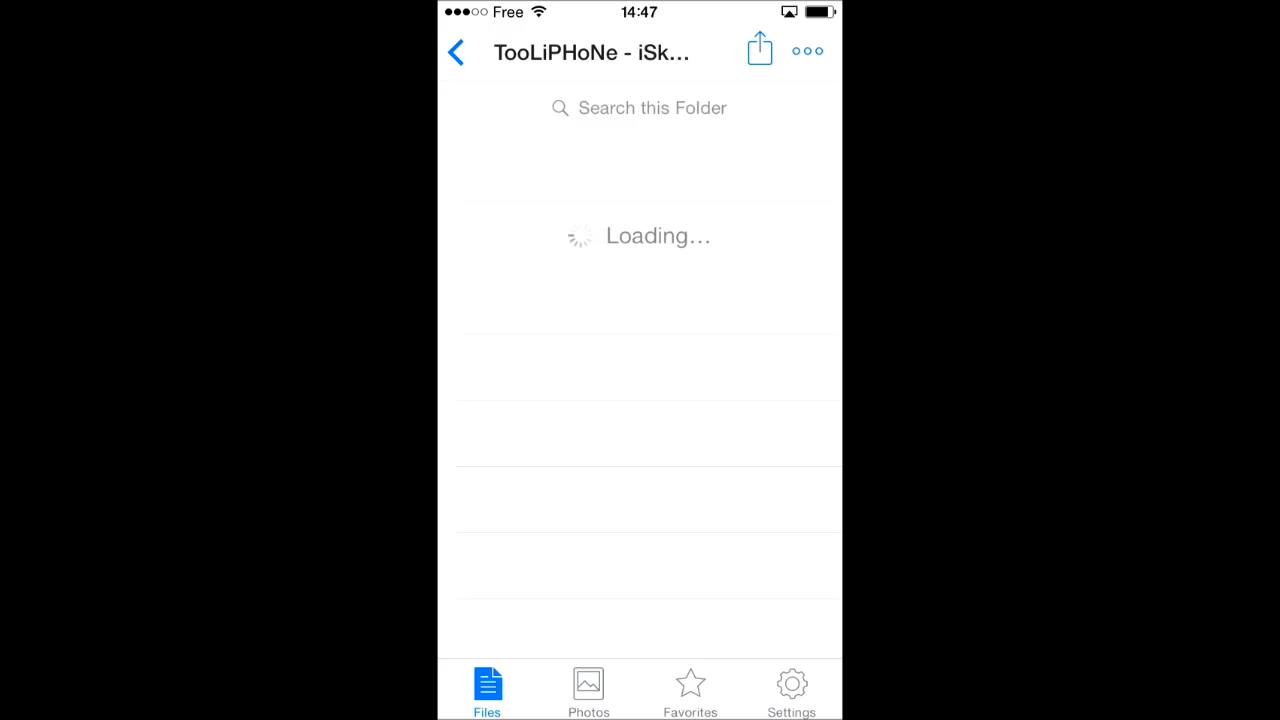 Free 14:47
TooLiPHoNe - iSk...
Search this Folder
Loading...
Files Photos Favorites Settings